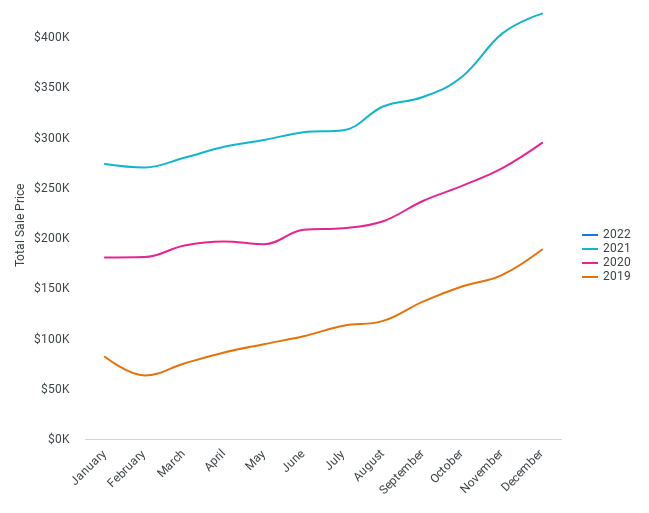 $400K
$350K
$300K
$250K
$200K
$150K
$100K
$50K
$0K
Total Sale Price
January
February
March
April
May
June
July
August
September
October
November
December
2022
2021
2020
2019